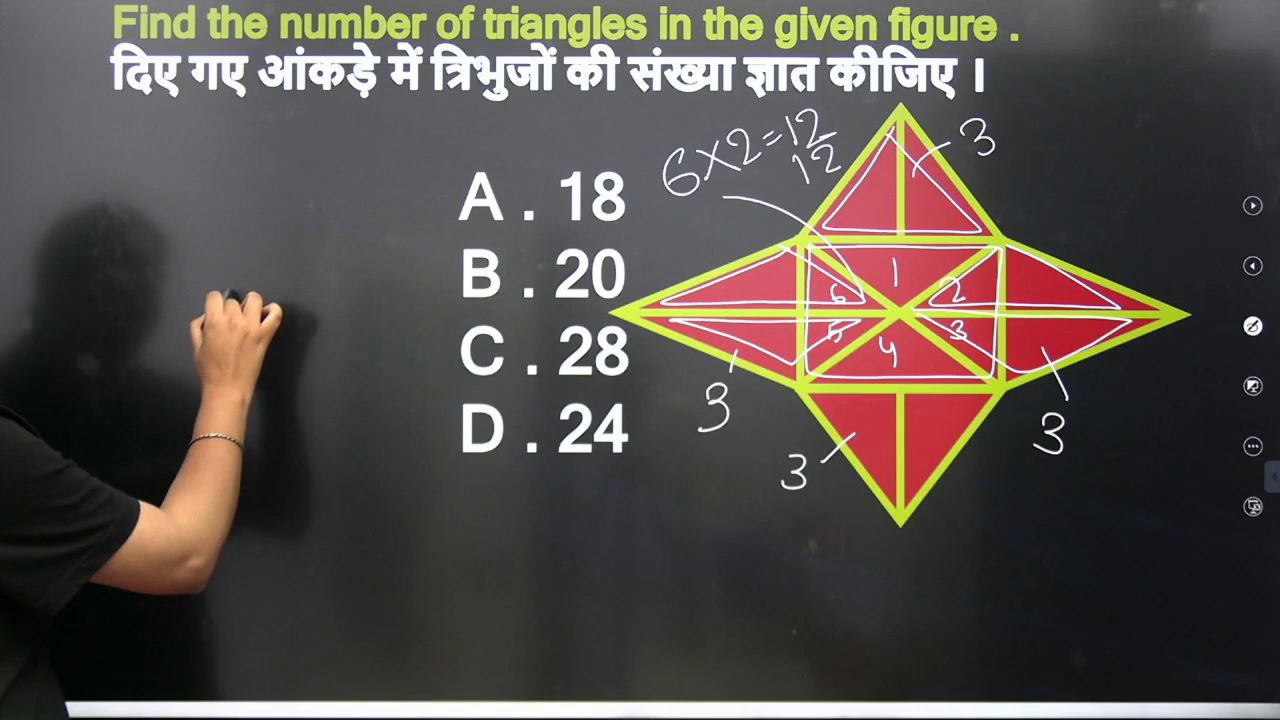 Find the number of triangles in the given figure .
दिए गए आंकड़े में त्रिभुजों की संख्या ज्ञात कीजिए ।
6×2=12
12
3
A . 18
B . 20
C . 28
D . 24
1
6
2
5
3
4
3
3
3